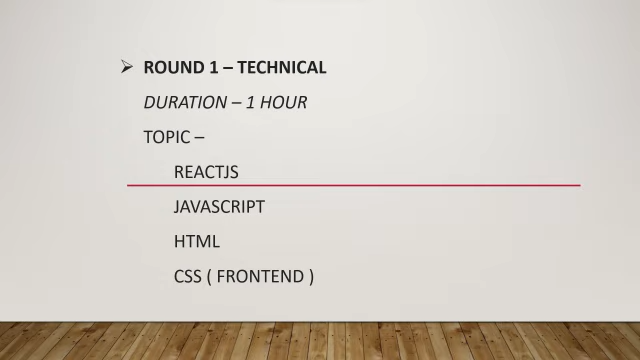 ➢ ROUND 1 – TECHNICAL
DURATION – 1 HOUR
TOPIC –
REACTJS
JAVASCRIPT
HTML
CSS ( FRONTEND )